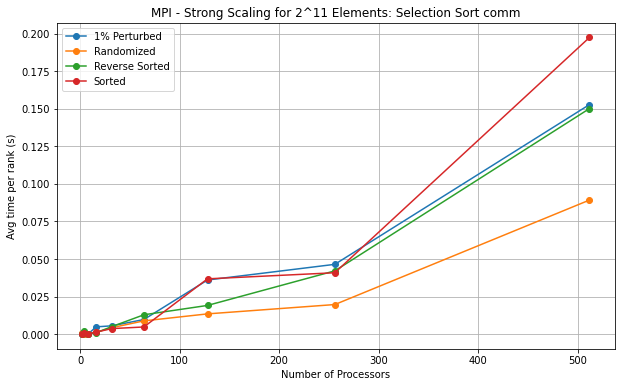 MPI - Strong Scaling for 2^11 Elements: Selection Sort comm
1% Perturbed
Randomized
Reverse Sorted
Sorted
Avg time per rank (s)
0.200
0.175
0.150
0.125
0.100
0.075
0.050
0.025
0.000
0
100
200
300
400
500
Number of Processors